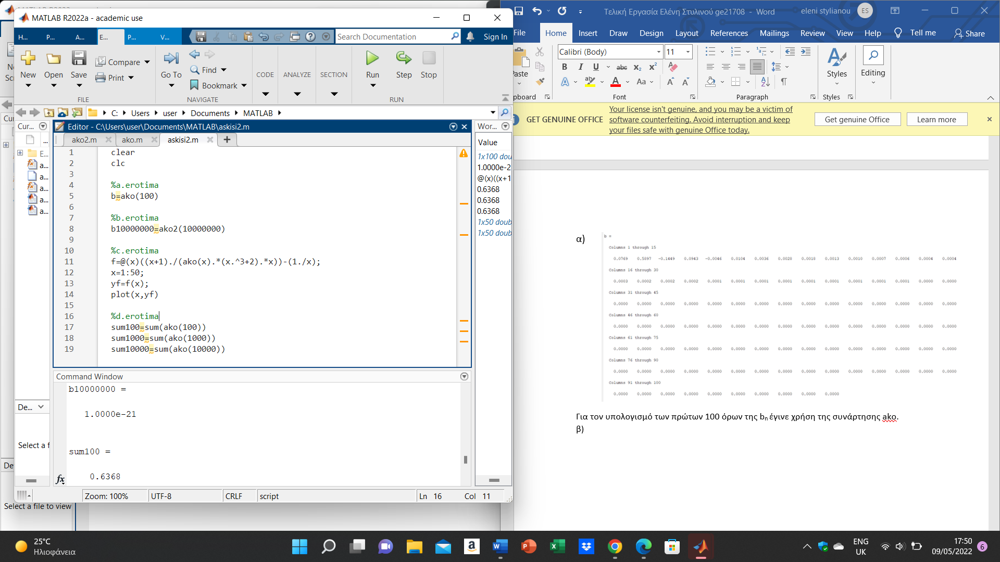 MATLAB R2022a - academic use
H... P... A... E... P... V...
Search Documentation
Sign In
New
Open
Save
Compare
Print
Go To
Find
Bookmark
CODE
ANALYZE
SECTION
Run
Step
Stop
FILE
NAVIGATE
RUN
C: Users user Documents MATLAB
Cur...
Editor - C:\Users\user\Documents\MATLAB\askisi2.m
Wor...
ako2.m ako.m askisi2.m
...
E...
a...
a...
a...
a...
a...
1 clear
2 clc
3
4 %a.erotima
5 b=ako(100)
6
7 %b.erotima
8 b10000000=ako2(10000000)
9
10 %c.erotima
11 f=@(x)((x+1)./(ako(x).*(x.^3+2).*x))-(1./x);
12 x=1:50;
13 yf=f(x);
14 plot(x,yf)
15
16 %d.erotima
17 sum100=sum(ako(100))
18 sum1000=sum(ako(1000))
19 sum10000=sum(ako(10000))
Value
1x100 dou
1.0000e-2
@(x)((x+1
0.6368
0.6368
0.6368
1x50 doub
1x50 doub
Command Window
b10000000 =
1.0000e-21
sum100 =
0.6368
fx
De...
Select a f
De
Select a file to view
Zoom: 100% UTF-8 CRLF script Ln 16 Col 11
Τελική Εργασία Ελένη Στυλινού ge21708 - Word
eleni stylianou
ES
File Home Insert Draw Design Layout References Mailings Review View Help Tell me Share
Paste
Calibri (Body) 11
Styles
Editing
pboard
Font
Paragraph
Styles
GET GENUINE OFFICE
Your license isn't genuine, and you may be a victim of
software counterfeiting. Avoid interruption and keep
your files safe with genuine Office today.
Get genuine Office
Learn more
α)
b =
Columns 1 through 15
0.0769 0.5897 -0.1449 0.0943 -0.0046 0.0104 0.0036 0.0028 0.0018 0.0013 0.0010 0.0007 0.0006 0.0004 0.0004
Columns 16 through 30
0.0003 0.0002 0.0002 0.0002 0.0001 0.0001 0.0001 0.0001 0.0001 0.0001 0.0001 0.0001 0.0001 0.0000 0.0000
Columns 31 through 45
0.0000 0.0000 0.0000 0.0000 0.0000 0.0000 0.0000 0.0000 0.0000 0.0000 0.0000 0.0000 0.0000 0.0000 0.0000
Columns 46 through 60
0.0000 0.0000 0.0000 0.0000 0.0000 0.0000 0.0000 0.0000 0.0000 0.0000 0.0000 0.0000 0.0000 0.0000 0.0000
Columns 61 through 75
0.0000 0.0000 0.0000 0.0000 0.0000 0.0000 0.0000 0.0000 0.0000 0.0000 0.0000 0.0000 0.0000 0.0000 0.0000
Columns 76 through 90
0.0000 0.0000 0.0000 0.0000 0.0000 0.0000 0.0000 0.0000 0.0000 0.0000 0.0000 0.0000 0.0000 0.0000 0.0000
Columns 91 through 100
0.0000 0.0000 0.0000 0.0000 0.0000 0.0000 0.0000 0.0000 0.0000 0.0000
Για τον υπολογισμό των πρώτων 100 όρων της bn έγινε χρήση της συνάρτησης ako.
β)
25°C
Ηλιοφάνεια
ENG
UK
17:50
09/05/2022
6